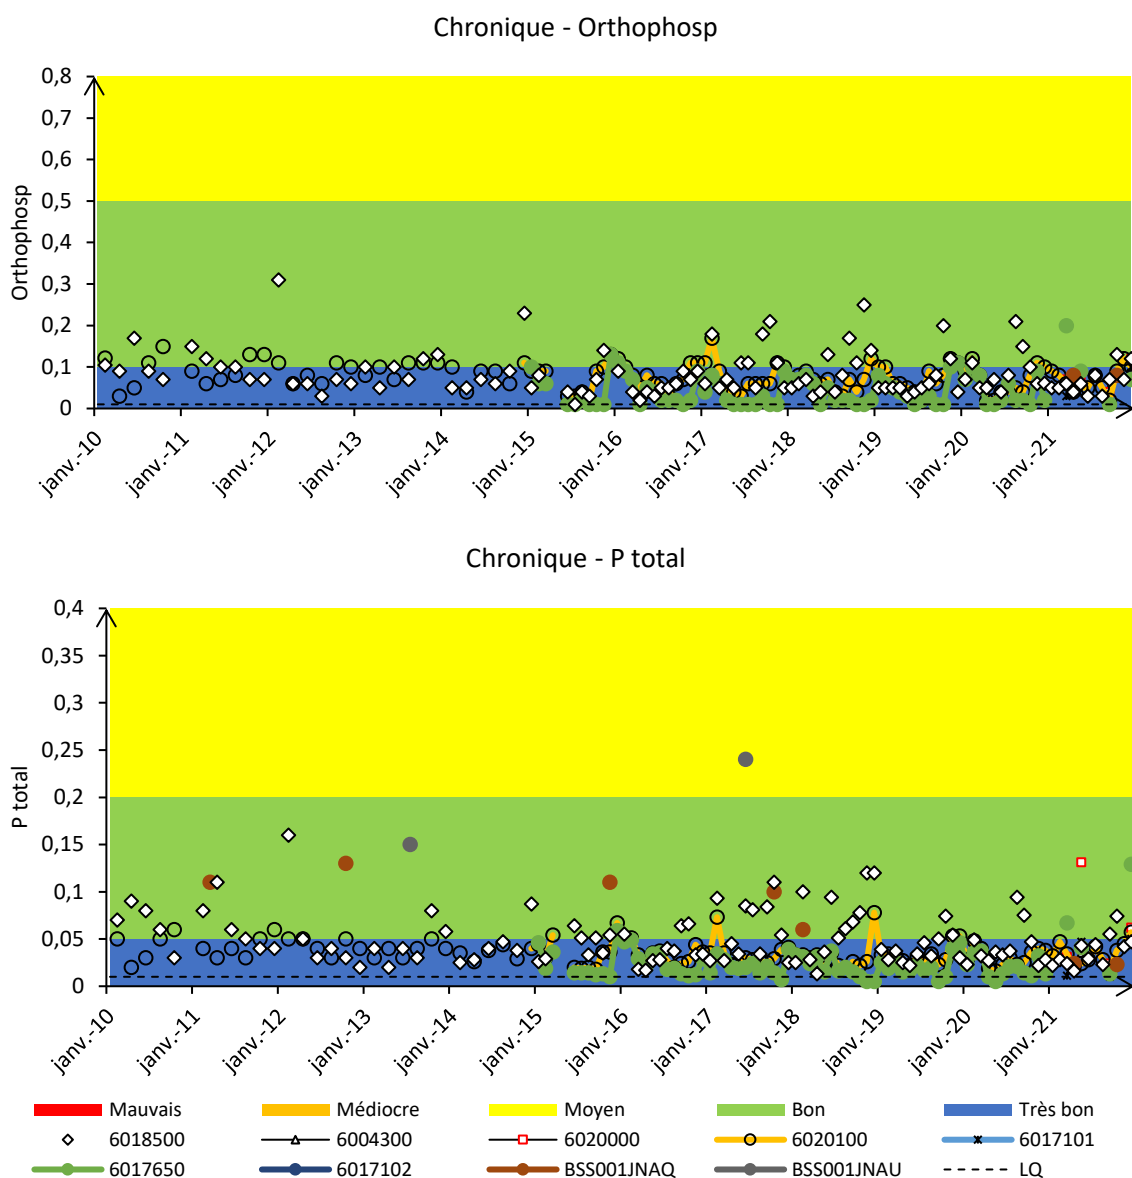 Chronique - Orthophosp
0,8
0,7
0,6
0,5
0,4
0,3
0,2
0,1
0
Orthophosp
janv.-10
janv.-11
janv.-12
janv.-13
janv.-14
janv.-15
janv.-16
janv.-17
janv.-18
janv.-19
janv.-20
janv.-21
Chronique - P total
0,4
0,35
0,3
0,25
0,2
0,15
0,1
0,05
0
P total
janv.-10
janv.-11
janv.-12
janv.-13
janv.-14
janv.-15
janv.-16
janv.-17
janv.-18
janv.-19
janv.-20
janv.-21
Mauvais Médiocre Moyen Bon Très bon
6018500 6004300 6020000 6020100 6017101
6017650 6017102 BSS001JNAQ BSS001JNAU LQ